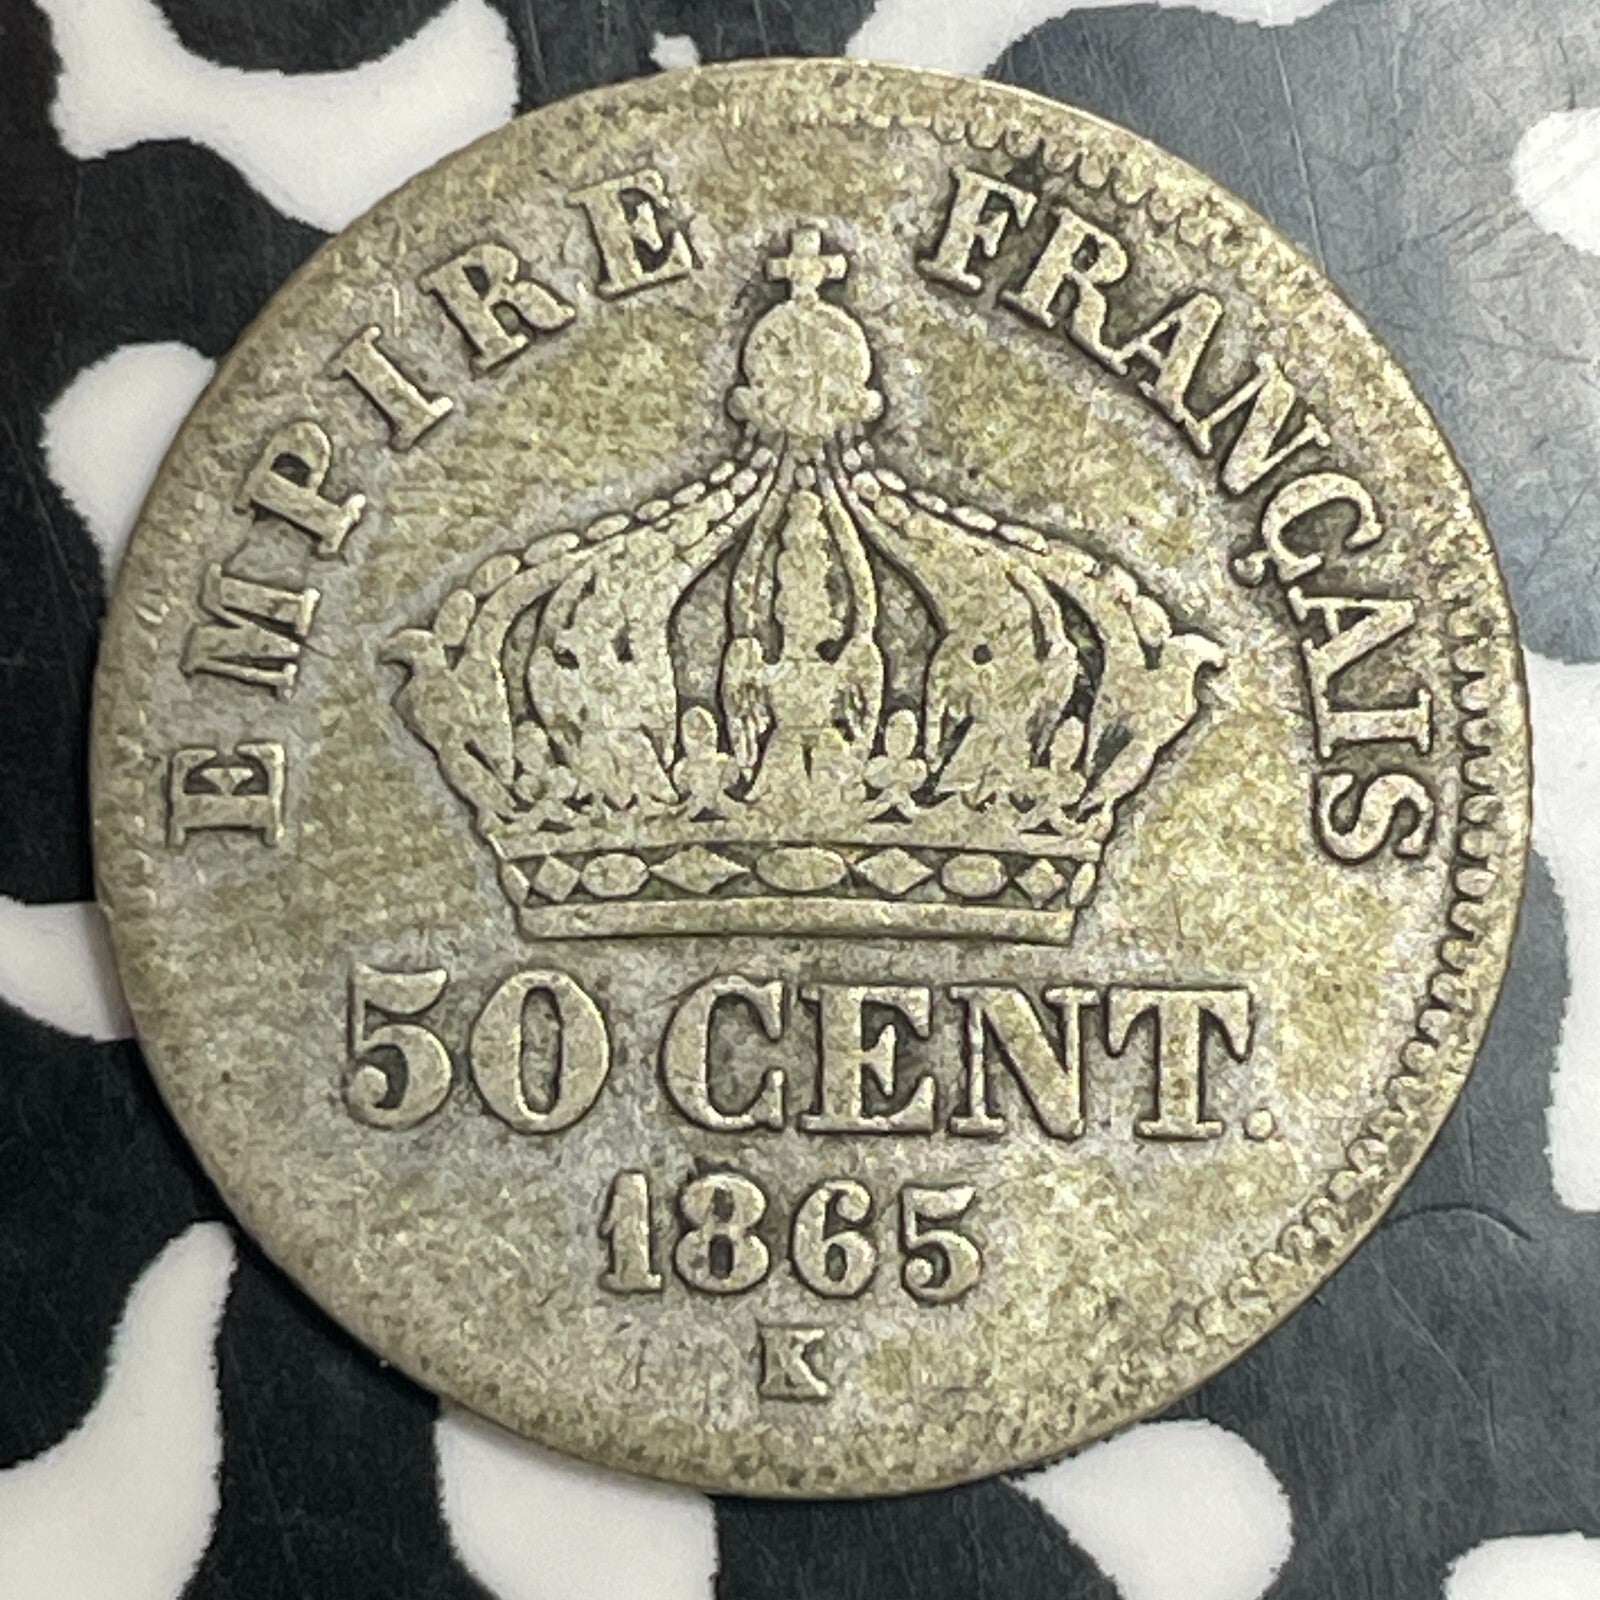 EMPIRE FRANÇAIS
50 CENT.
1865
K